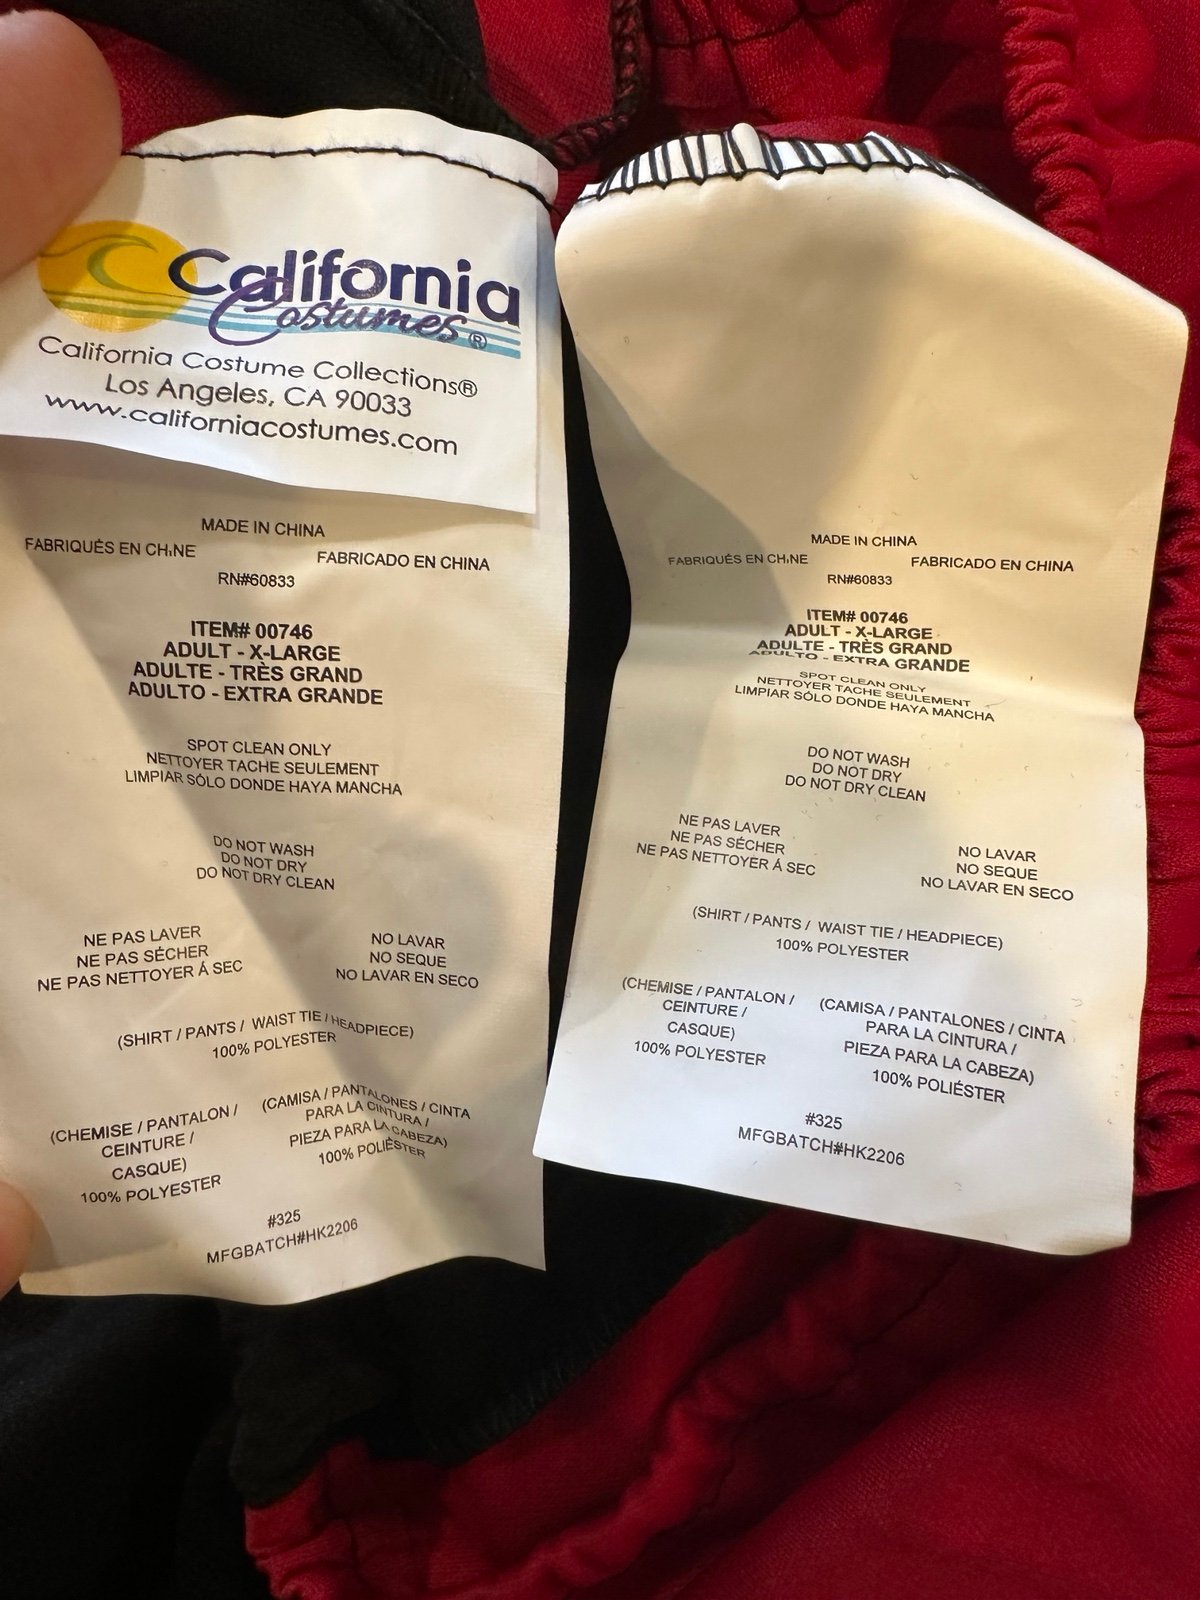 California
Costumes®
California Costume Collections®
Los Angeles, CA 90033
www.californiacostumes.com
MADE IN CHINA
FABRIQUÉS EN CHINE
FABRICADO EN CHINA
RN#60833
ITEM# 00746
ADULT - X-LARGE
ADULTE - TRÈS GRAND
ADULTO - EXTRA GRANDE
SPOT CLEAN ONLY
NETTOYER TACHE SEULEMENT
LIMPIAR SÓLO DONDE HAYA MANCHA
DO NOT WASH
DO NOT DRY
DO NOT DRY CLEAN
NE PAS LAVER
NE PAS SÉCHER
NE PAS NETTOYER Á SEC
NO LAVAR
NO SEQUE
NO LAVAR EN SECO
(SHIRT / PANTS / WAIST TIE / HEADPIECE)
100% POLYESTER
(CHEMISE / PANTALON /
CEINTURE /
CASQUE)
100% POLYESTER
(CAMISA / PANTALONES / CINTA
PARA LA CINTURA /
PIEZA PARA LA CABEZA)
100% POLIÉSTER
#325
MFGBATCH#HK2206
MADE IN CHINA
FABRIQUÉS EN CHINE
FABRICADO EN CHINA
RN#60833
ITEM# 00746
ADULT - X-LARGE
ADULTE - TRÈS GRAND
ADULTO - EXTRA GRANDE
SPOT CLEAN ONLY
NETTOYER TACHE SEULEMENT
LIMPIAR SÓLO DONDE HAYA MANCHA
DO NOT WASH
DO NOT DRY
DO NOT DRY CLEAN
NE PAS LAVER
NE PAS SÉCHER
NE PAS NETTOYER Á SEC
NO LAVAR
NO SEQUE
NO LAVAR EN SECO
(SHIRT / PANTS / WAIST TIE / HEADPIECE)
100% POLYESTER
(CHEMISE / PANTALON /
CEINTURE /
CASQUE)
100% POLYESTER
(CAMISA / PANTALONES / CINTA
PARA LA CINTURA /
PIEZA PARA LA CABEZA)
100% POLIÉSTER
#325
MFGBATCH#HK2206